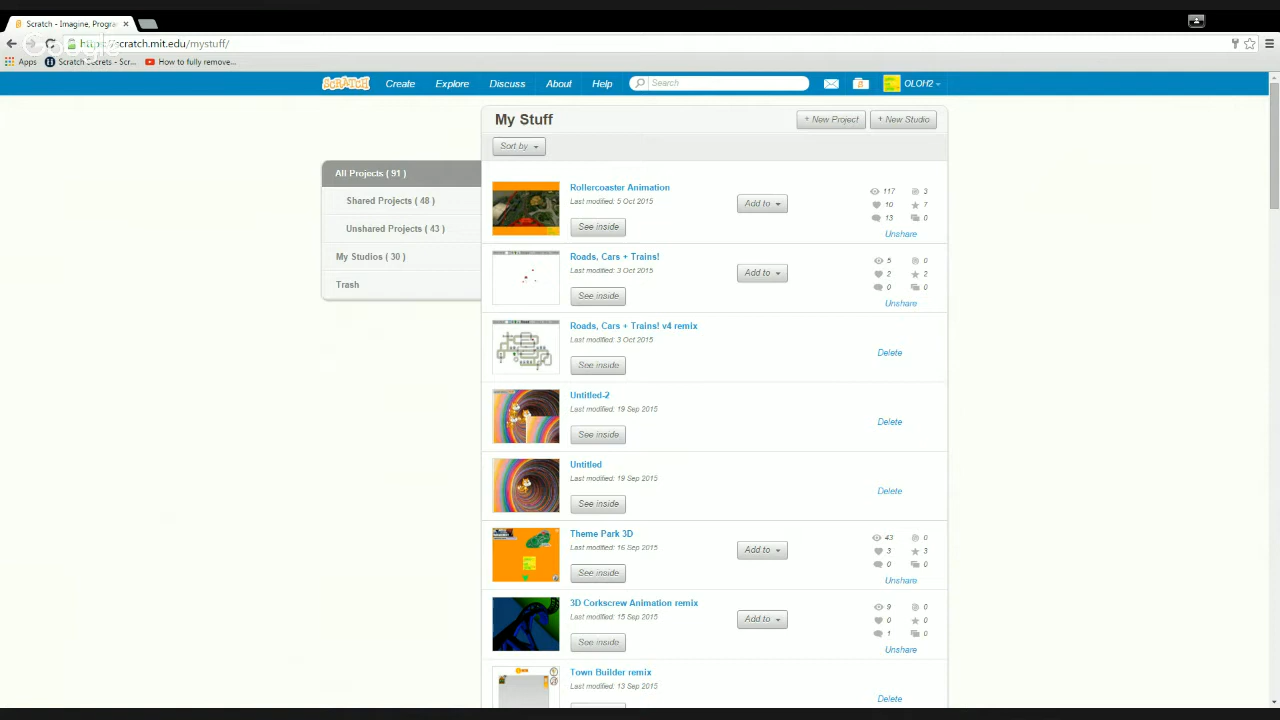 Scratch - Imagine, Progra
https://scratch.mit.edu/mystuff/
Google
Apps
Scratch Secrets - Scr...
How to fully remove...
SCRATCH
Create
Explore
Discuss
About
Help
Search
OLOH2
My Stuff
+ New Project
+ New Studio
Sort by
All Projects ( 91 )
Shared Projects ( 48 )
Unshared Projects ( 43 )
My Studios ( 30 )
Trash
Rollercoaster Animation
Last modified: 5 Oct 2015
See inside
Add to
117 3
10 7
13 0
Unshare
Roads, Cars + Trains!
Last modified: 3 Oct 2015
See inside
Add to
5 0
2 2
0 0
Unshare
Roads, Cars + Trains! v4 remix
Last modified: 3 Oct 2015
See inside
Delete
Untitled-2
Last modified: 19 Sep 2015
See inside
Delete
Untitled
Last modified: 19 Sep 2015
See inside
Delete
Theme Park 3D
Last modified: 16 Sep 2015
See inside
Add to
43 0
3 3
0 0
Unshare
3D Corkscrew Animation remix
Last modified: 15 Sep 2015
See inside
Add to
9 0
0 0
1 0
Unshare
Town Builder remix
Last modified: 13 Sep 2015
Delete